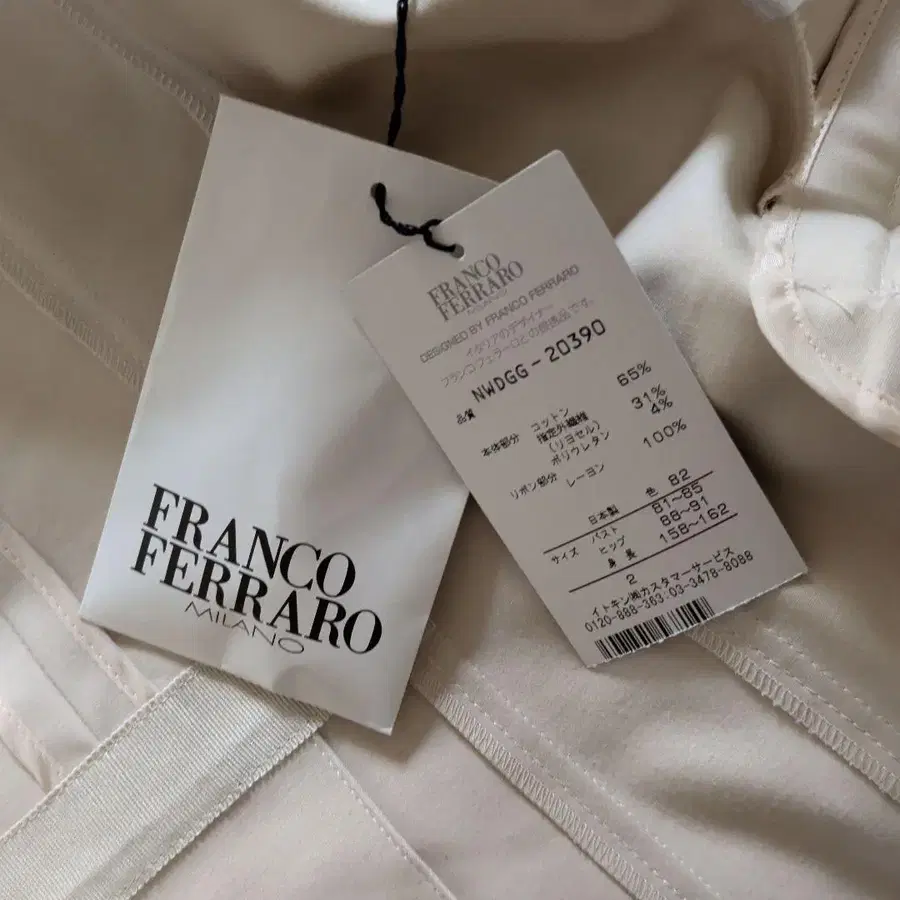 FRANCO
FERRARO
MILANO
FRANCO
FERRARO
MILANO
DESIGNED BY FRANCO FERRARO
イタリアのデザイナー
フランコ・フェラーロとの提携品です。
NWDGG-20390
品質
本体部分 コットン 65%
指定外繊維 31%
(リヨセル)
ポリウレタン 4%
リボン部分 レーヨン 100%
日本製 色 82
サイズ バスト 81~85
ヒップ 88~91
身長 158~162
2
イトキン㈱カスタマーサービス
0120-888-363:03-3478-8088